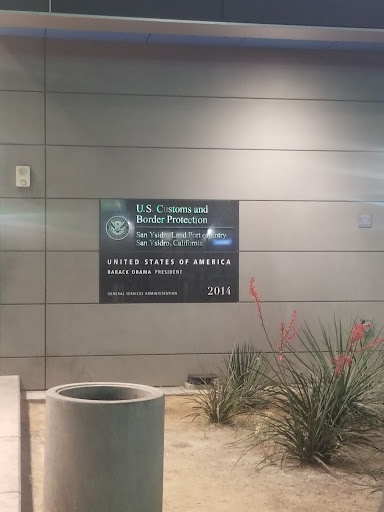 U.S. Customs and
Border Protection
San Ysidro Land Port of Entry
San Ysidro, California
UNITED STATES OF AMERICA
BARACK OBAMA PRESIDENT
GENERAL SERVICES ADMINISTRATION 2014